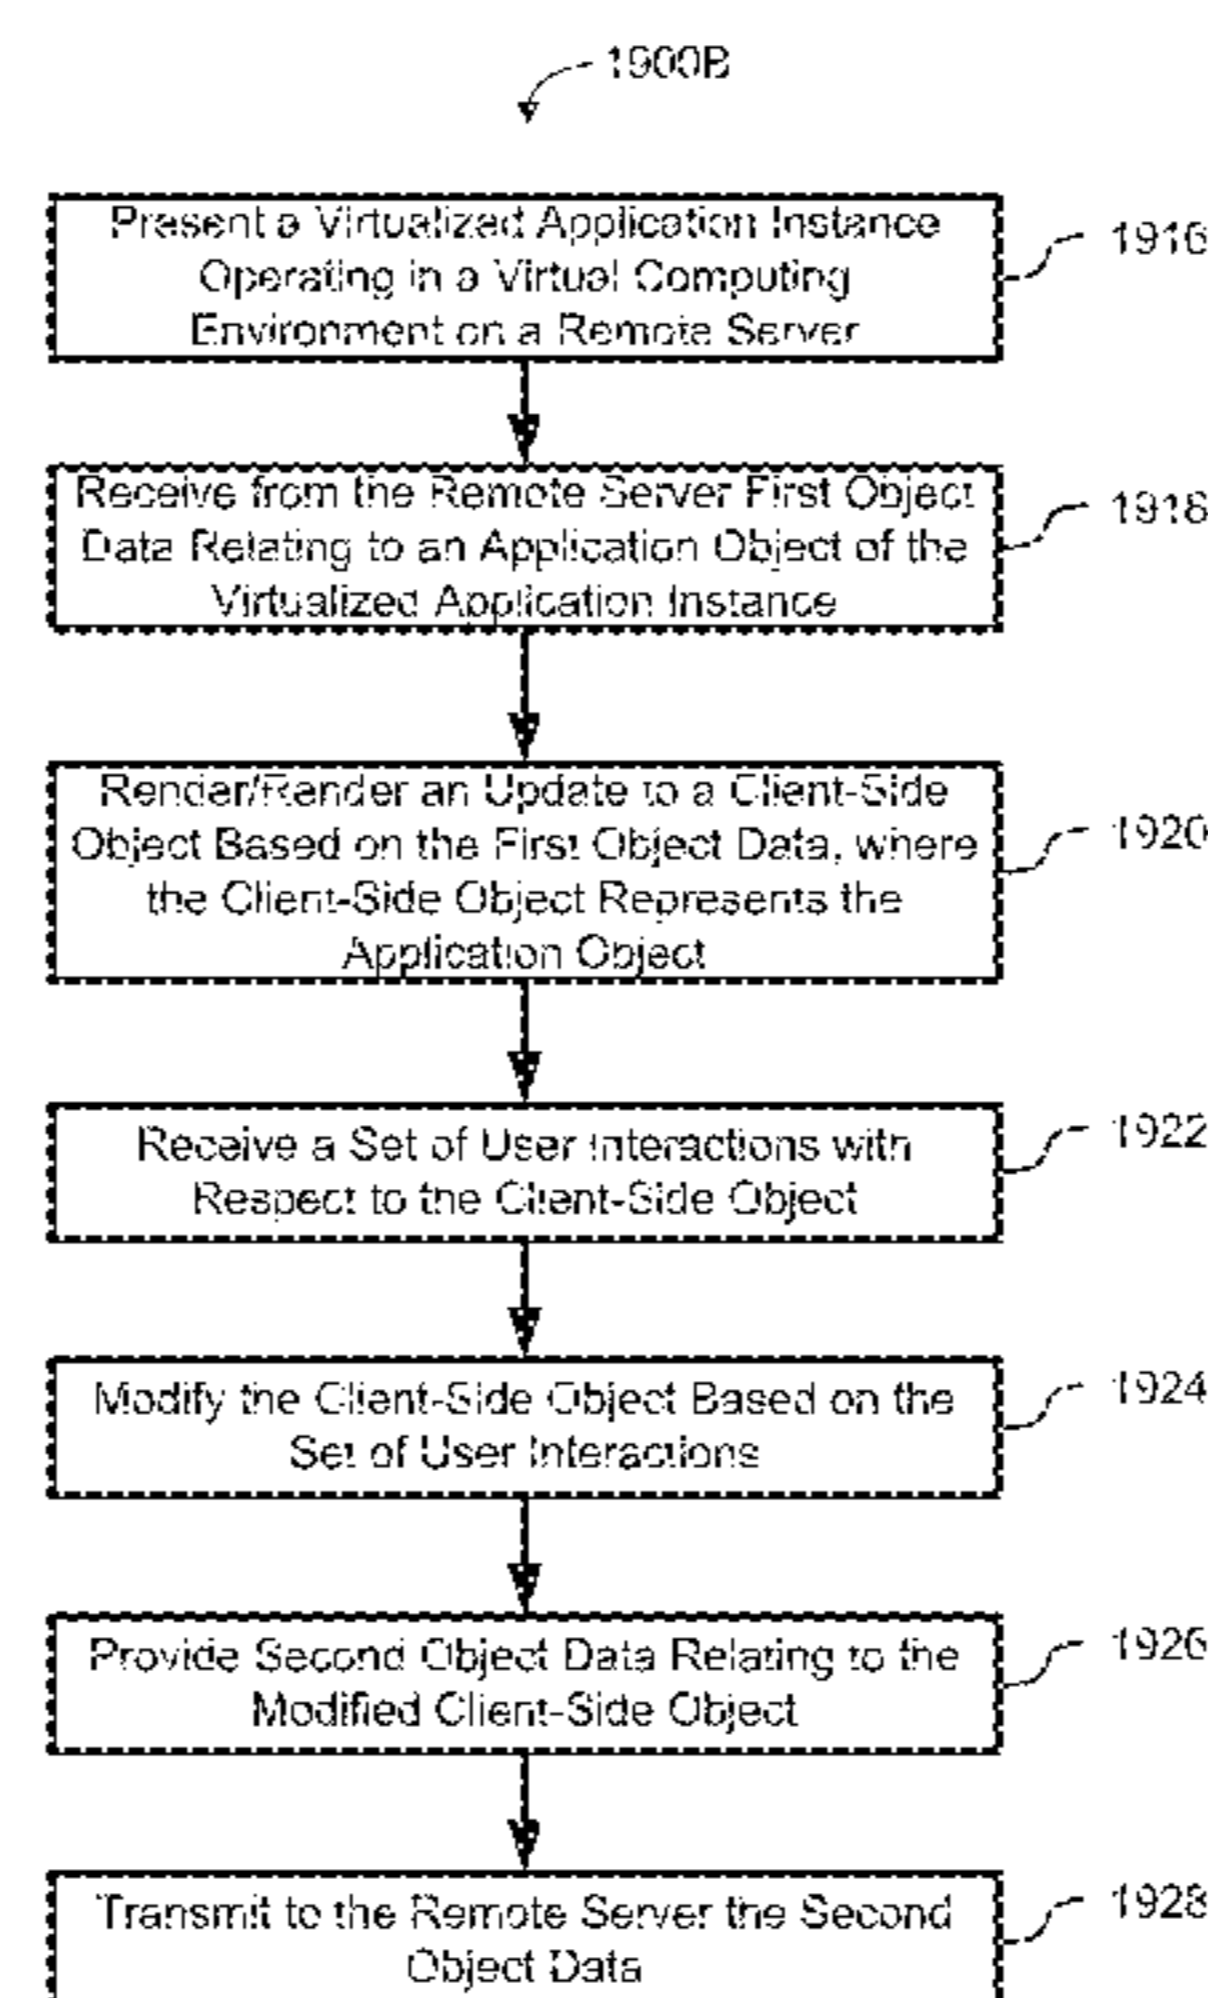 1900B
Present a Virtualized Application Instance
1916
Operating in a Virtual Computing
Environment on a Remote Server
Receive from the Remote Server First Object
1918
Data Relating to an Application Object of the
Virtualized Application Instance
Render/Render an Update to a Client-Side
1920
Object Based on the First Object Data, where
the Client-Side Object Represents the
Application Object
Receive a Set of User Interactions with
1922
Respect to the Client-Side Object
Modify the Client-Side Object Based on the
1924
Set of User Interactions
Provide Second Object Data Relating to the
1926
Modified Client-Side Object
Transmit to the Remote Server the Second
1928
Object Data